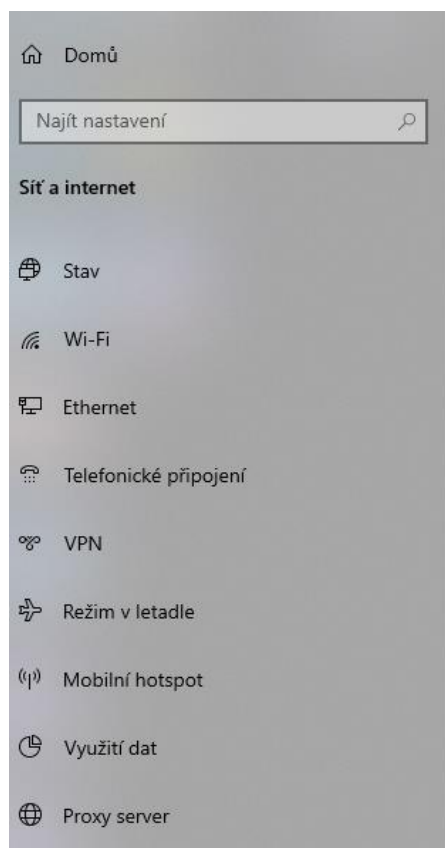 Domů
Najít nastavení
Síť a internet
Stav
Wi-Fi
Ethernet
Telefonické připojení
VPN
Režim v letadle
Mobilní hotspot
Využití dat
Proxy server